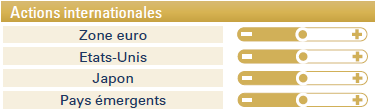 Actions internationales
Zone euro
Etats-Unis
Japon
Pays émergents